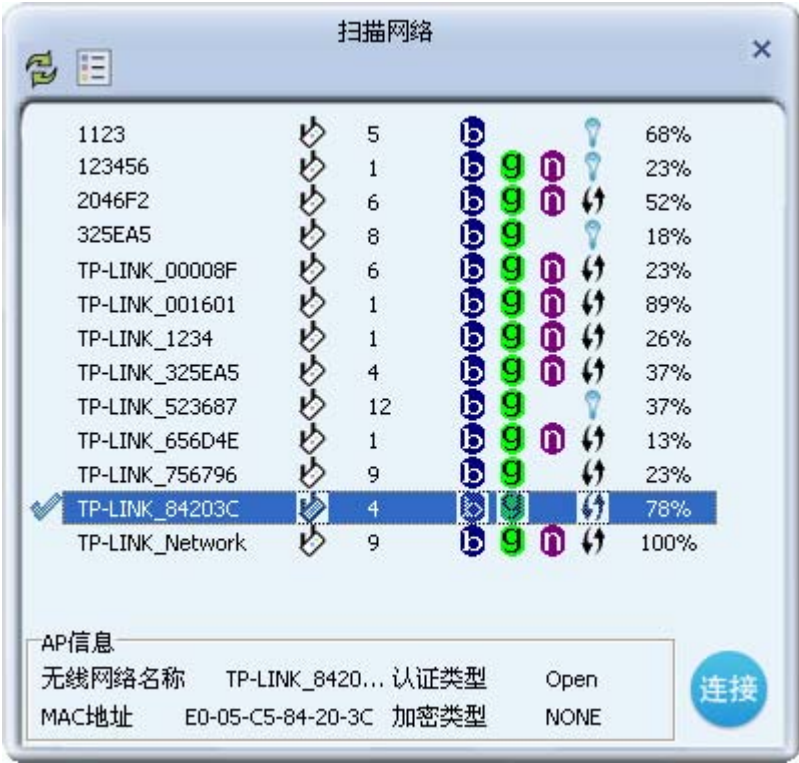 扫描网络
1123 5 b 68%
123456 1 b g n 23%
2046F2 6 b g n 52%
325EA5 8 b g 18%
TP-LINK_00008F 6 b g n 23%
TP-LINK_001601 1 b g n 89%
TP-LINK_1234 1 b g n 26%
TP-LINK_325EA5 4 b g n 37%
TP-LINK_523687 12 b g 37%
TP-LINK_656D4E 1 b g n 13%
TP-LINK_756796 9 b g 23%
TP-LINK_84203C 4 b g 78%
TP-LINK_Network 9 b g n 100%
AP信息
无线网络名称 TP-LINK_8420... 认证类型 Open
MAC地址 E0-05-C5-84-20-3C 加密类型 NONE
连接